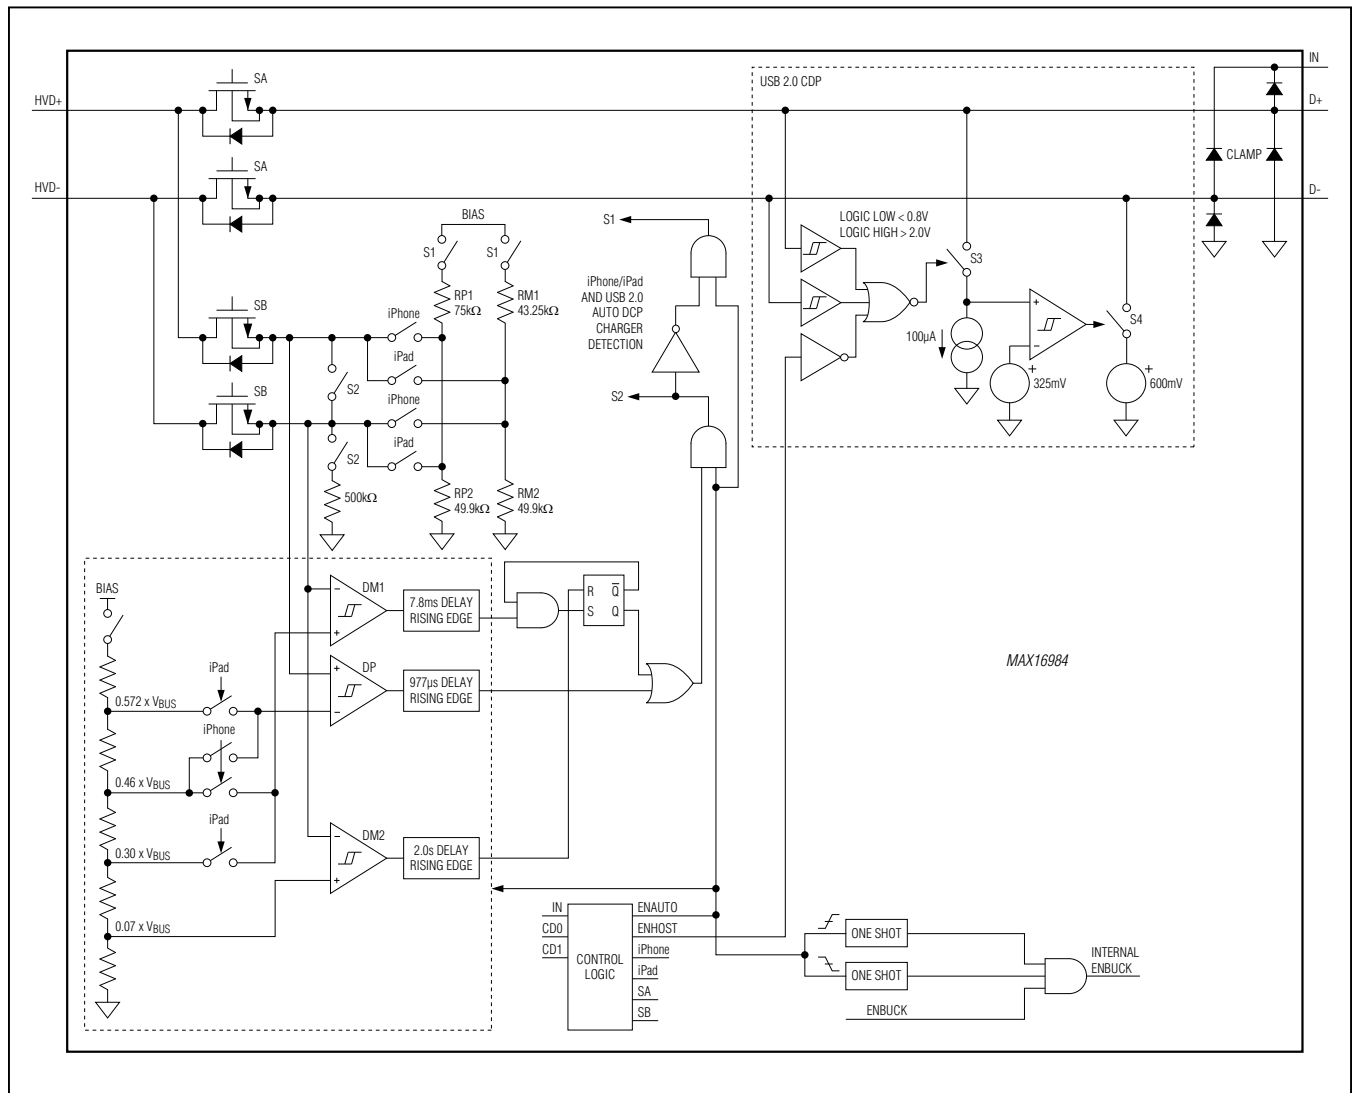 IN
SA
USB 2.0 CDP
HVD+
D+
SA
CLAMP
HVD-
D-
BIAS
S1
LOGIC LOW < 0.8V
LOGIC HIGH > 2.0V
S1
S1
S3
iPhone/iPad
AND USB 2.0
AUTO DCP
CHARGER
DETECTION
RP1
75kΩ
RM1
43.25kΩ
SB
iPhone
+
-
100µA
S4
iPad
S2
+
325mV
+
600mV
SB
iPhone
S2
iPad
S2
500kΩ
RP2
49.9kΩ
RM2
49.9kΩ
BIAS
DM1
-
+
7.8ms DELAY
RISING EDGE
R
Q
S
Q
iPad
DP
+
-
977µs DELAY
RISING EDGE
MAX16984
0.572 x VBUS
iPhone
0.46 x VBUS
iPad
DM2
-
+
2.0s DELAY
RISING EDGE
0.30 x VBUS
0.07 x VBUS
IN
CD0
CD1
CONTROL
LOGIC
ENAUTO
ENHOST
iPhone
iPad
SA
SB
ONE SHOT
ONE SHOT
INTERNAL
ENBUCK
ENBUCK